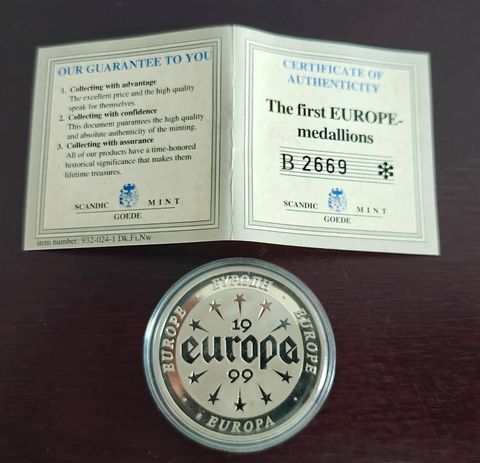 OUR GUARANTEE TO YOU
1. Collecting with advantage
The excellent price and the high quality
speak for themselves.
2. Collecting with confidence
This document guarantees the high quality
and absolute authenticity of the minting.
3. Collecting with assurance
All of our products have a time-honored
historical significance that makes them
lifetime treasures.
SCANDIC MINT
GOEDE
item number: 932-024-1 Dk,Fi,Nw
CERTIFICATE OF
AUTHENTICITY
The first EUROPE-
medallions
B 2669 *
SCANDIC MINT
GOEDE
EUROPE · ΕΥΡΩΠΗ · EUROPE · EUROPA ·
19
europa
99